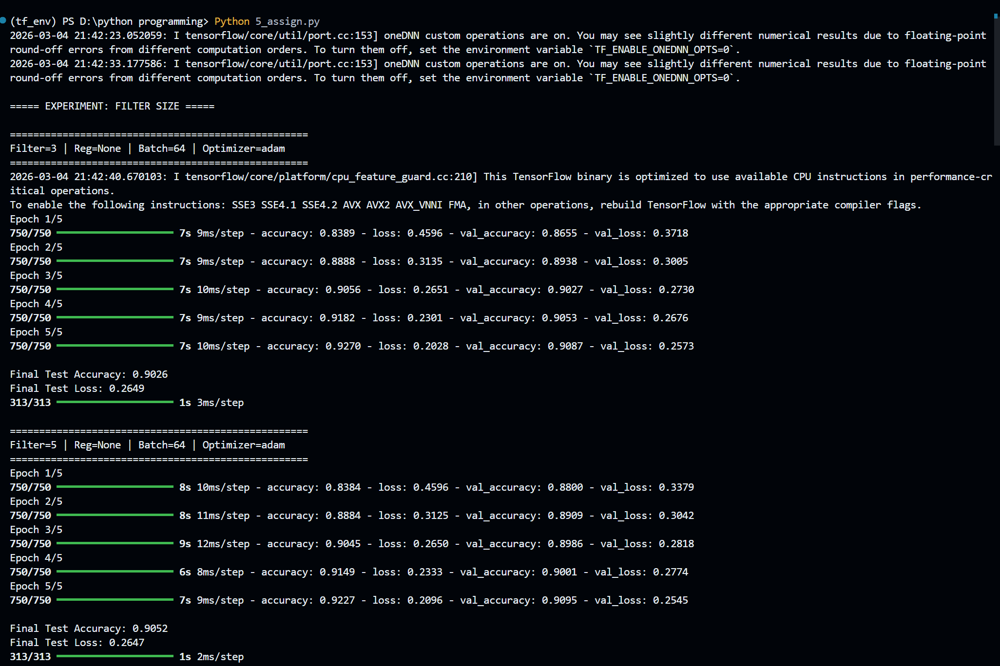 (tf_env) PS D:\python programming> Python 5_assign.py
2026-03-04 21:42:23.052059: I tensorflow/core/util/port.cc:153] oneDNN custom operations are on. You may see slightly different numerical results due to floating-point
round-off errors from different computation orders. To turn them off, set the environment variable `TF_ENABLE_ONEDNN_OPTS=0`.
2026-03-04 21:42:33.177586: I tensorflow/core/util/port.cc:153] oneDNN custom operations are on. You may see slightly different numerical results due to floating-point
round-off errors from different computation orders. To turn them off, set the environment variable `TF_ENABLE_ONEDNN_OPTS=0`.
===== EXPERIMENT: FILTER SIZE =====
===================================================
Filter=3 | Reg=None | Batch=64 | Optimizer=adam
===================================================
2026-03-04 21:42:40.670103: I tensorflow/core/platform/cpu_feature_guard.cc:210] This TensorFlow binary is optimized to use available CPU instructions in performance-cr
itical operations.
To enable the following instructions: SSE3 SSE4.1 SSE4.2 AVX AVX2 AVX_VNNI FMA, in other operations, rebuild TensorFlow with the appropriate compiler flags.
Epoch 1/5
750/750 ━━━━━━━━━━━━━━━━━━━━ 7s 9ms/step - accuracy: 0.8389 - loss: 0.4596 - val_accuracy: 0.8655 - val_loss: 0.3718
Epoch 2/5
750/750 ━━━━━━━━━━━━━━━━━━━━ 7s 9ms/step - accuracy: 0.8888 - loss: 0.3135 - val_accuracy: 0.8938 - val_loss: 0.3005
Epoch 3/5
750/750 ━━━━━━━━━━━━━━━━━━━━ 7s 10ms/step - accuracy: 0.9056 - loss: 0.2651 - val_accuracy: 0.9027 - val_loss: 0.2730
Epoch 4/5
750/750 ━━━━━━━━━━━━━━━━━━━━ 7s 9ms/step - accuracy: 0.9182 - loss: 0.2301 - val_accuracy: 0.9053 - val_loss: 0.2676
Epoch 5/5
750/750 ━━━━━━━━━━━━━━━━━━━━ 7s 10ms/step - accuracy: 0.9270 - loss: 0.2028 - val_accuracy: 0.9087 - val_loss: 0.2573
Final Test Accuracy: 0.9026
Final Test Loss: 0.2649
313/313 ━━━━━━━━━━━━━━━━━━━━ 1s 3ms/step
===================================================
Filter=5 | Reg=None | Batch=64 | Optimizer=adam
===================================================
Epoch 1/5
750/750 ━━━━━━━━━━━━━━━━━━━━ 8s 10ms/step - accuracy: 0.8384 - loss: 0.4596 - val_accuracy: 0.8800 - val_loss: 0.3379
Epoch 2/5
750/750 ━━━━━━━━━━━━━━━━━━━━ 8s 11ms/step - accuracy: 0.8884 - loss: 0.3125 - val_accuracy: 0.8909 - val_loss: 0.3042
Epoch 3/5
750/750 ━━━━━━━━━━━━━━━━━━━━ 9s 12ms/step - accuracy: 0.9045 - loss: 0.2650 - val_accuracy: 0.8986 - val_loss: 0.2818
Epoch 4/5
750/750 ━━━━━━━━━━━━━━━━━━━━ 6s 8ms/step - accuracy: 0.9149 - loss: 0.2333 - val_accuracy: 0.9001 - val_loss: 0.2774
Epoch 5/5
750/750 ━━━━━━━━━━━━━━━━━━━━ 7s 9ms/step - accuracy: 0.9227 - loss: 0.2096 - val_accuracy: 0.9095 - val_loss: 0.2545
Final Test Accuracy: 0.9052
Final Test Loss: 0.2647
313/313 ━━━━━━━━━━━━━━━━━━━━ 1s 2ms/step